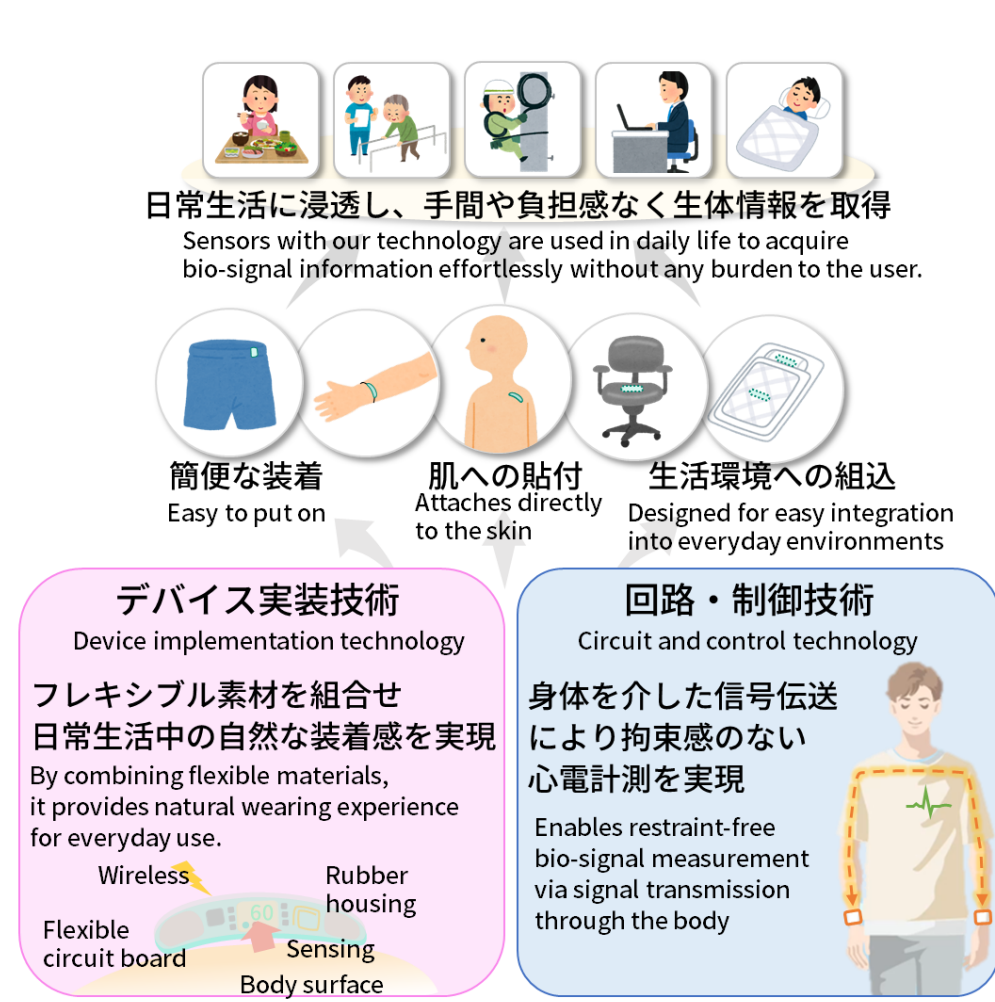 日常生活に浸透し、手間や負担感なく生体情報を取得
Sensors with our technology are used in daily life to acquire
bio-signal information effortlessly without any burden to the user.
簡便な装着
Easy to put on
肌への貼付
Attaches directly
to the skin
生活環境への組込
Designed for easy integration
into everyday environments
デバイス実装技術
Device implementation technology
フレキシブル素材を組合せ
日常生活中の自然な装着感を実現
By combining flexible materials,
it provides natural wearing experience
for everyday use.
Wireless
Rubber
housing
60
Flexible
circuit board
Sensing
Body surface
回路・制御技術
Circuit and control technology
身体を介した信号伝送
により拘束感のない
心電計測を実現
Enables restraint-free
bio-signal measurement
via signal transmission
through the body